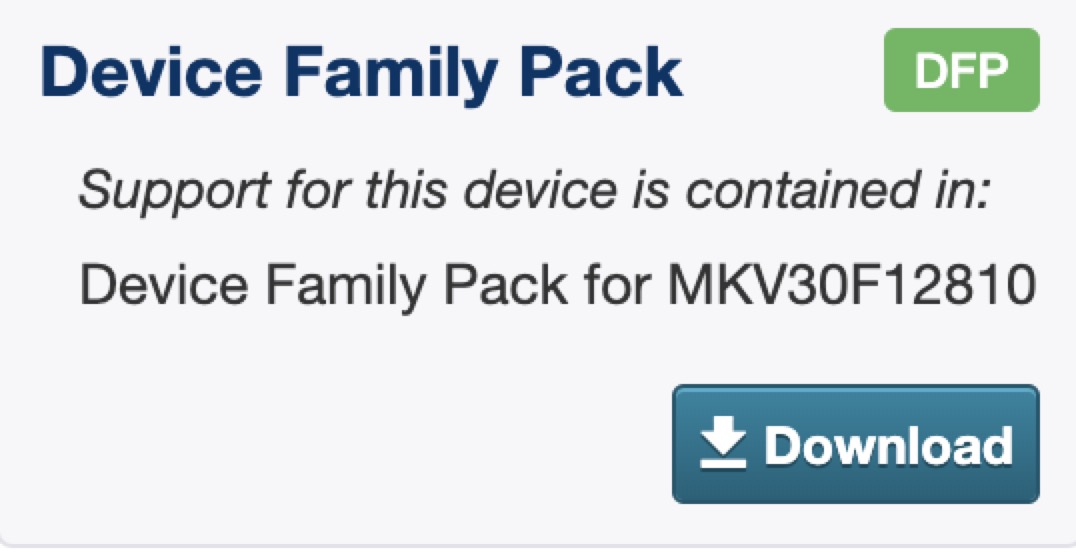 Device Family Pack
DFP
Support for this device is contained in:
Device Family Pack for MKV30F12810
Download